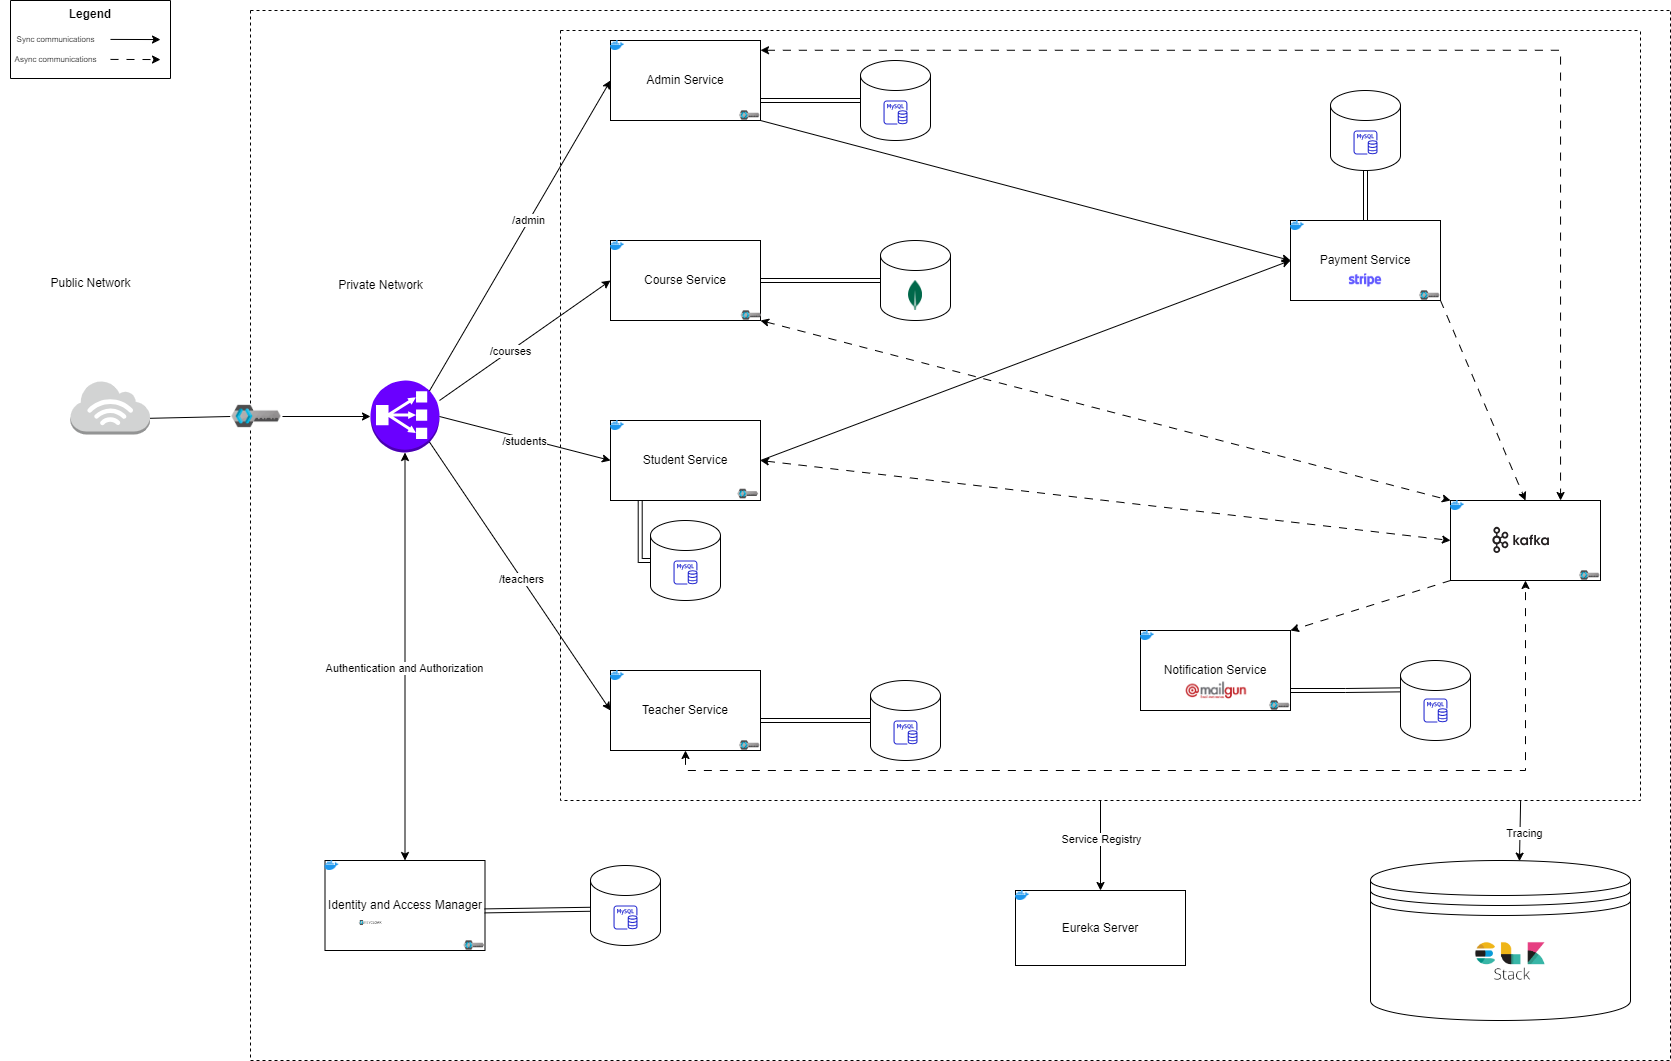 Legend
Sync communications
Async communications
Admin Service
MySQL
MySQL
/admin
Payment Service
stripe
Course Service
Public Network
Private Network
/courses
/students
Student Service
kafka
MySQL
/teachers
Notification Service
@mailgun
Authentication and Authorization
Teacher Service
MySQL
MySQL
Service Registry
Tracing
Identity and Access Manager
MySQL
Eureka Server
ELK
Stack